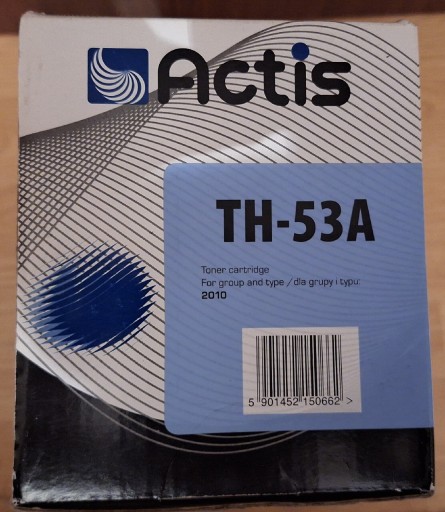 Actis
TH-53A
Toner cartridge
For group and type / dla grupy i typu:
2010
5 901452 150662 >